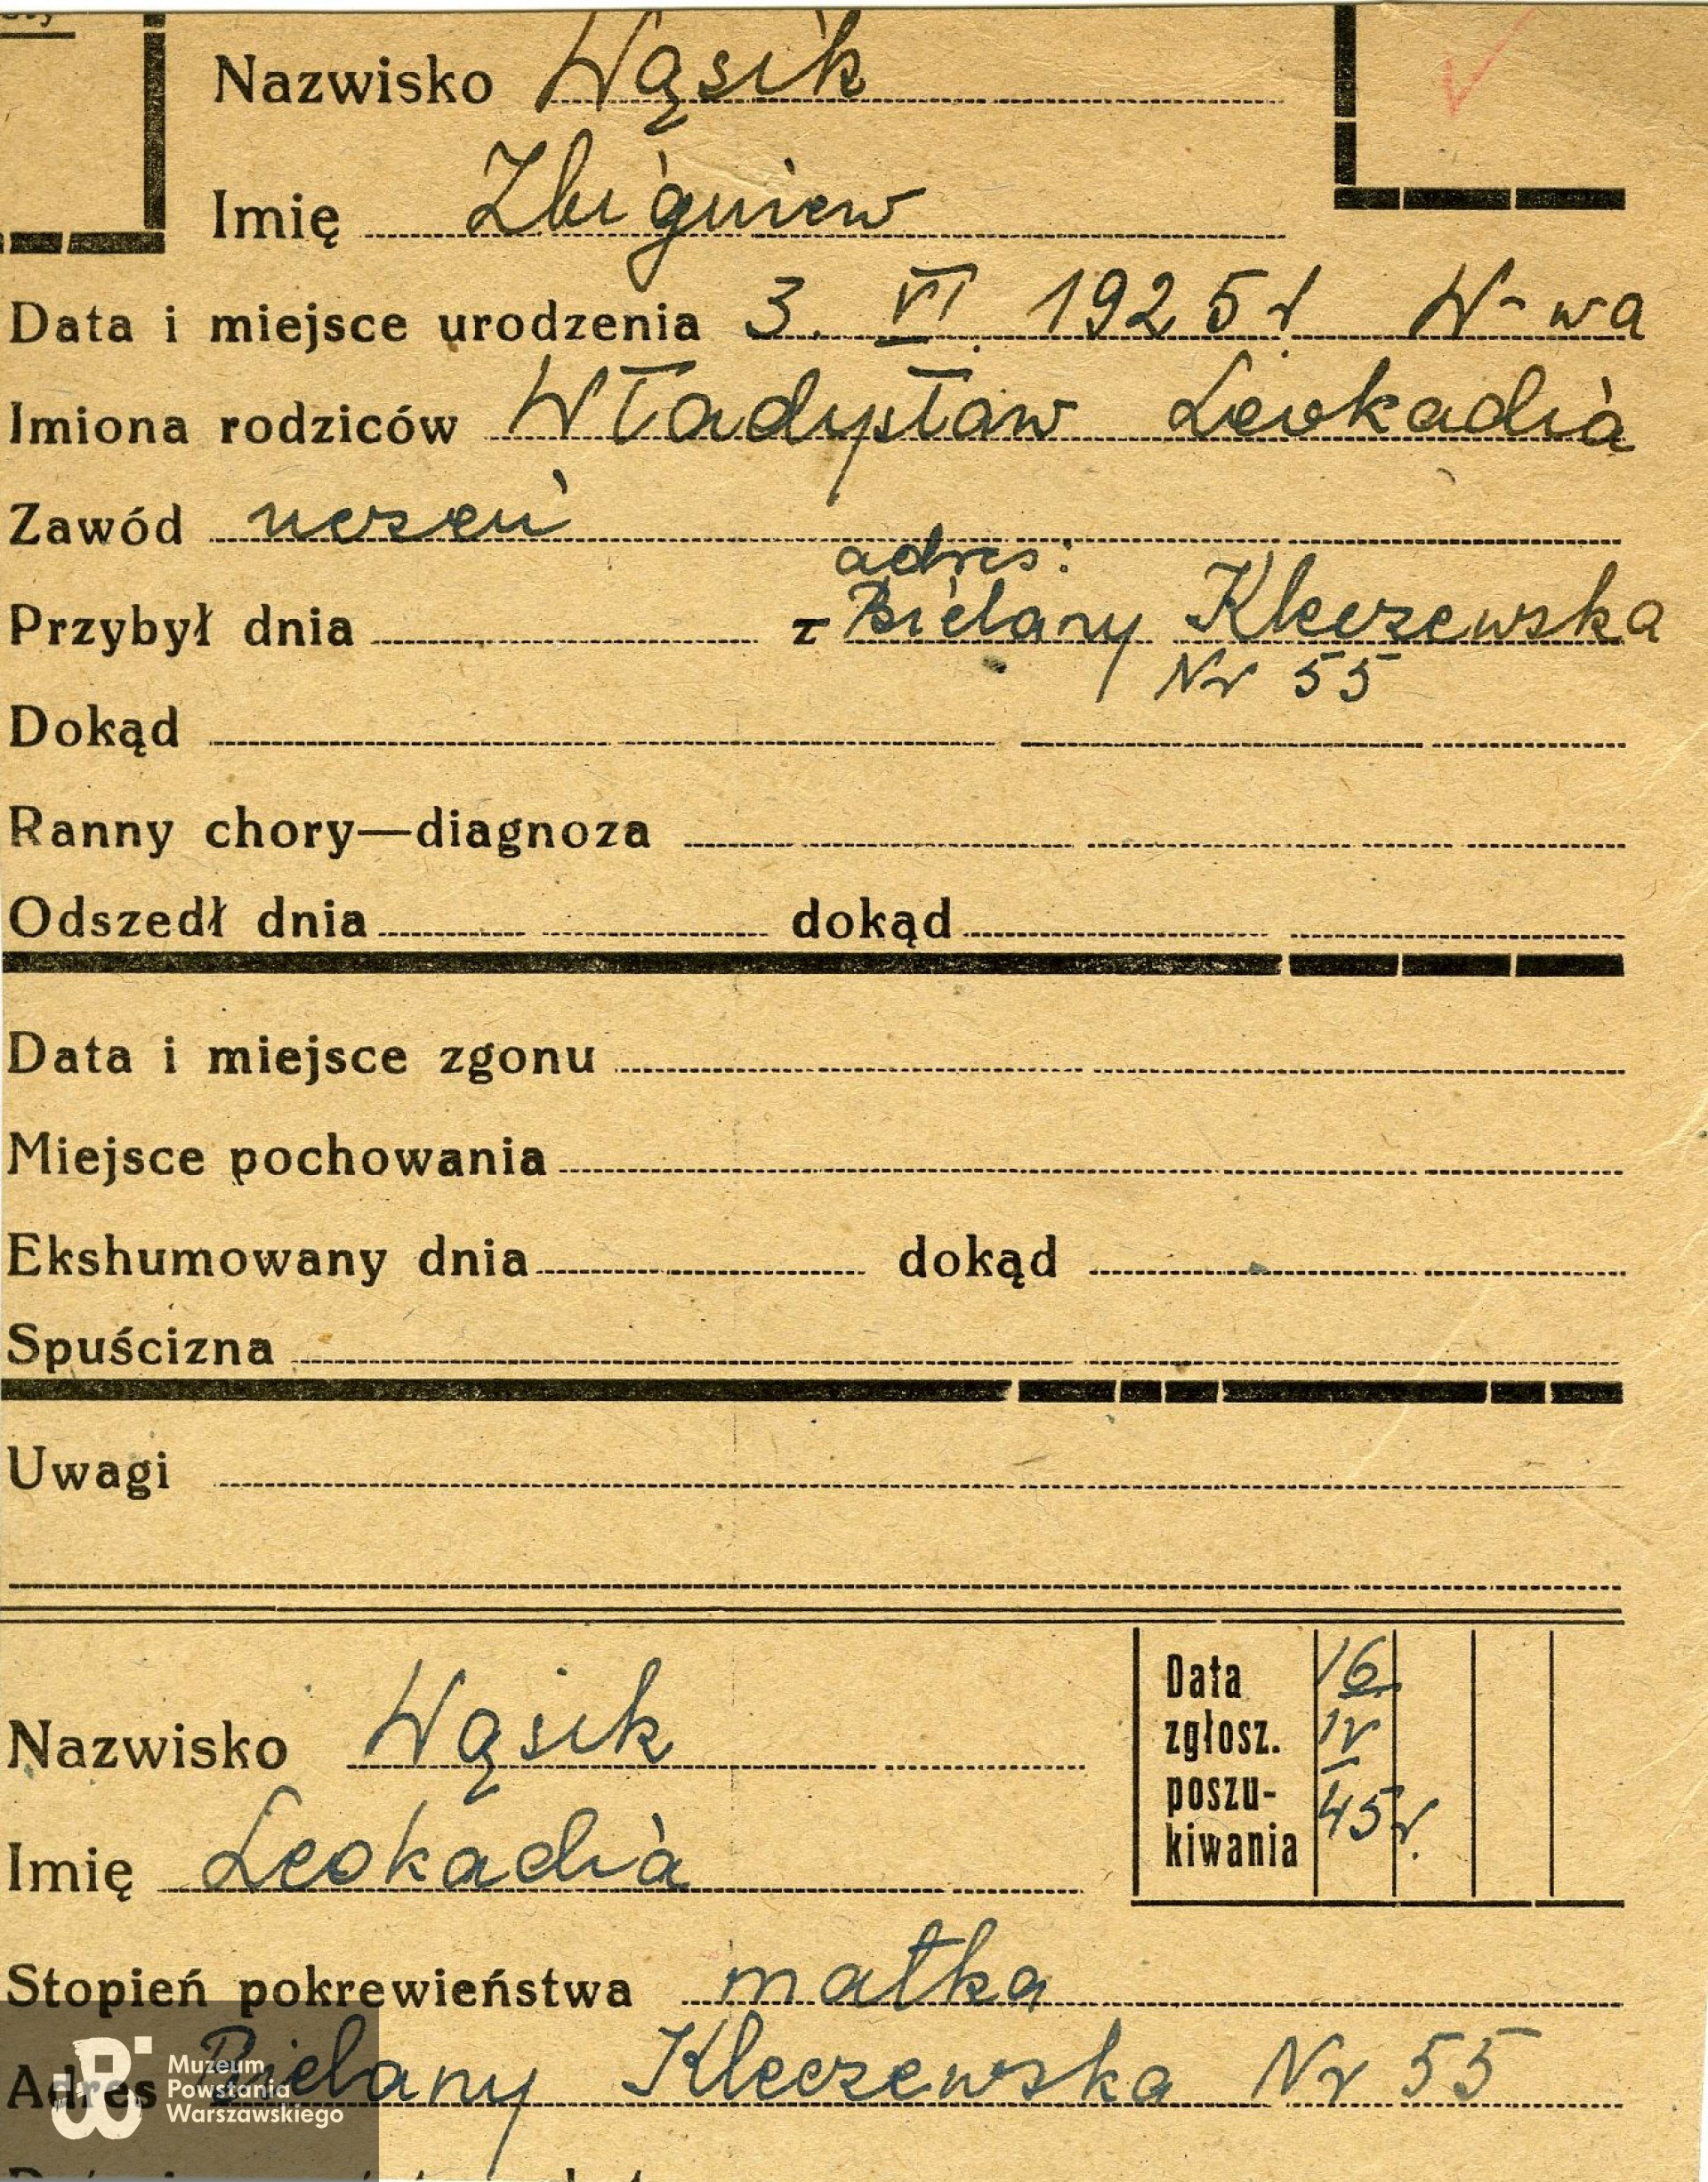 Nazwisko Wąsik
Imię Zbigniew
Data i miejsce urodzenia 3. VI. 1925 r W-wa
Imiona rodziców Władysław Leokadia
Zawód uczeń
adres:
Przybył dnia z Bielany Kleczewska
Nr 55
Dokąd
Ranny chory—diagnoza
Odszedł dnia dokąd
Data i miejsce zgonu
Miejsce pochowania
Ekshumowany dnia dokąd
Spuścizna
Uwagi
Data zgłosz. poszukiwania 16 IV 45 r.
Nazwisko Wąsik
Imię Leokadia
Stopień pokrewieństwa matka
Adres Bielany Kleczewska Nr 55
Muzeum
Powstania
Warszawskiego